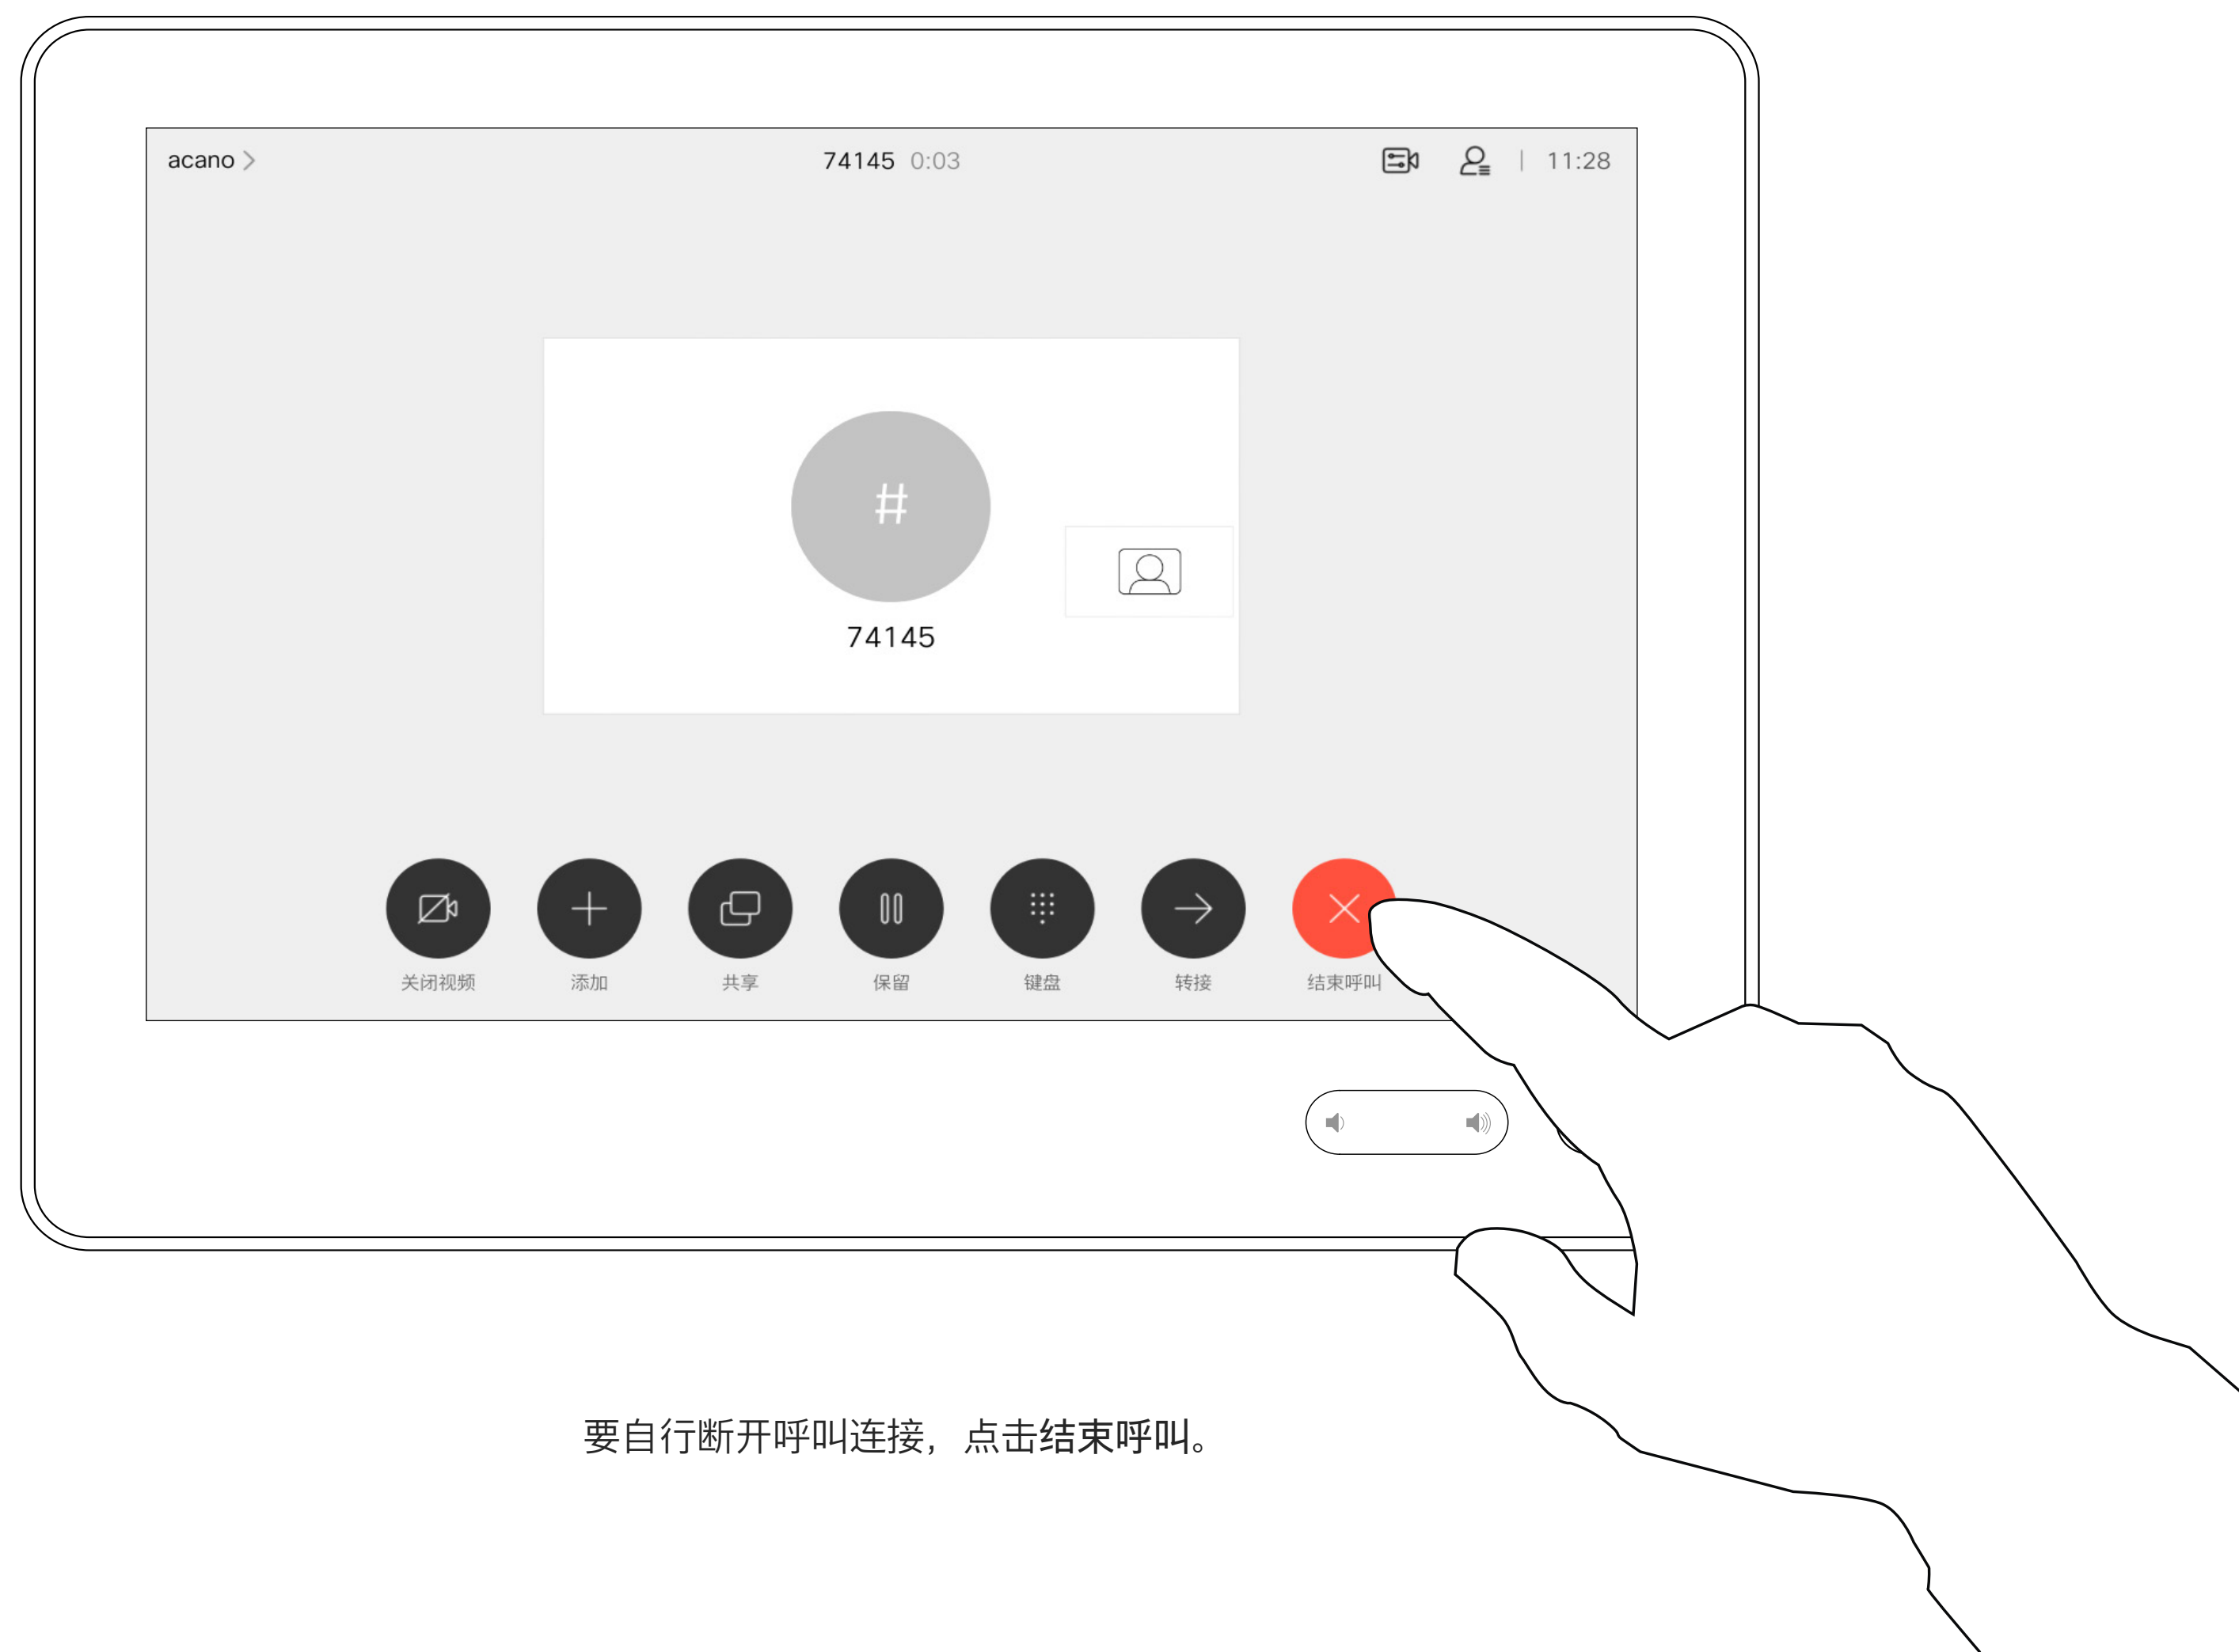 acano
74145 0:03
11:28
#
74145
关闭视频
添加
共享
保留
键盘
转接
结束呼叫
要自行断开呼叫连接，点击结束呼叫。